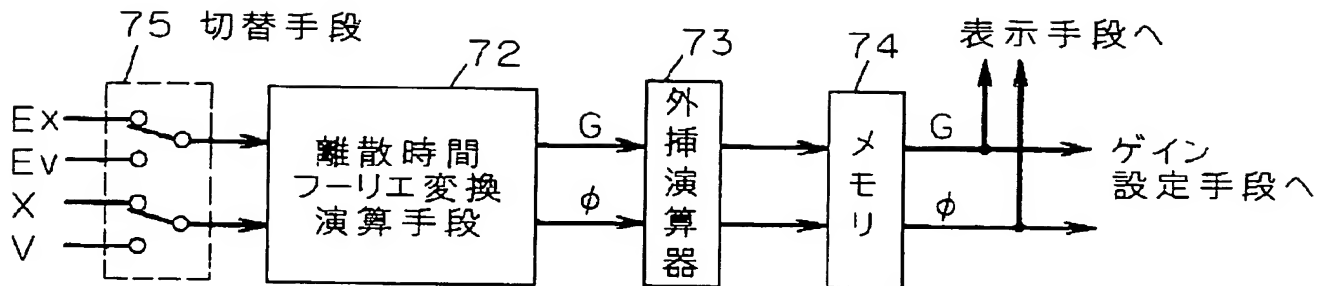 75 切替手段
72
73
74
表示手段へ
Ex
Ev
X
V
離散時間
フーリエ変換
演算手段
G
φ
外挿演算器
メモリ
G
φ
ゲイン
設定手段へ